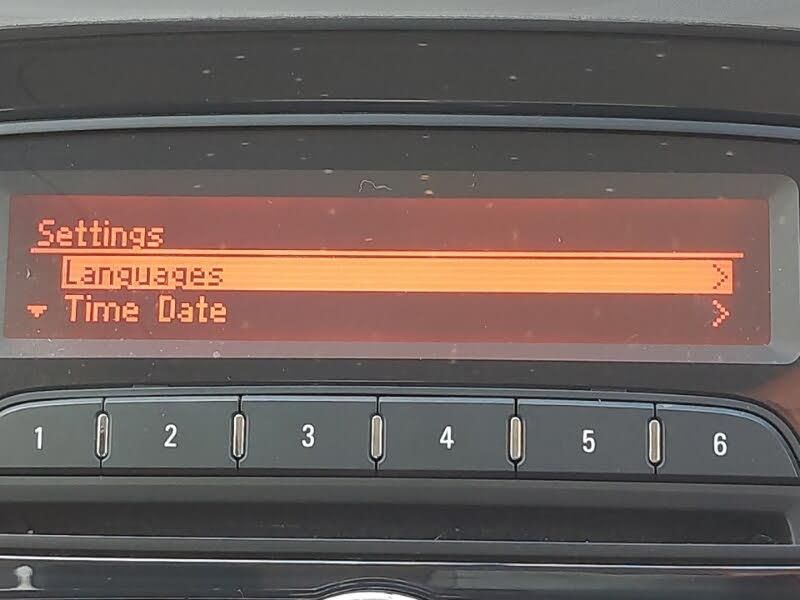 Settings
Languages >
Time Date >
1 2 3 4 5 6